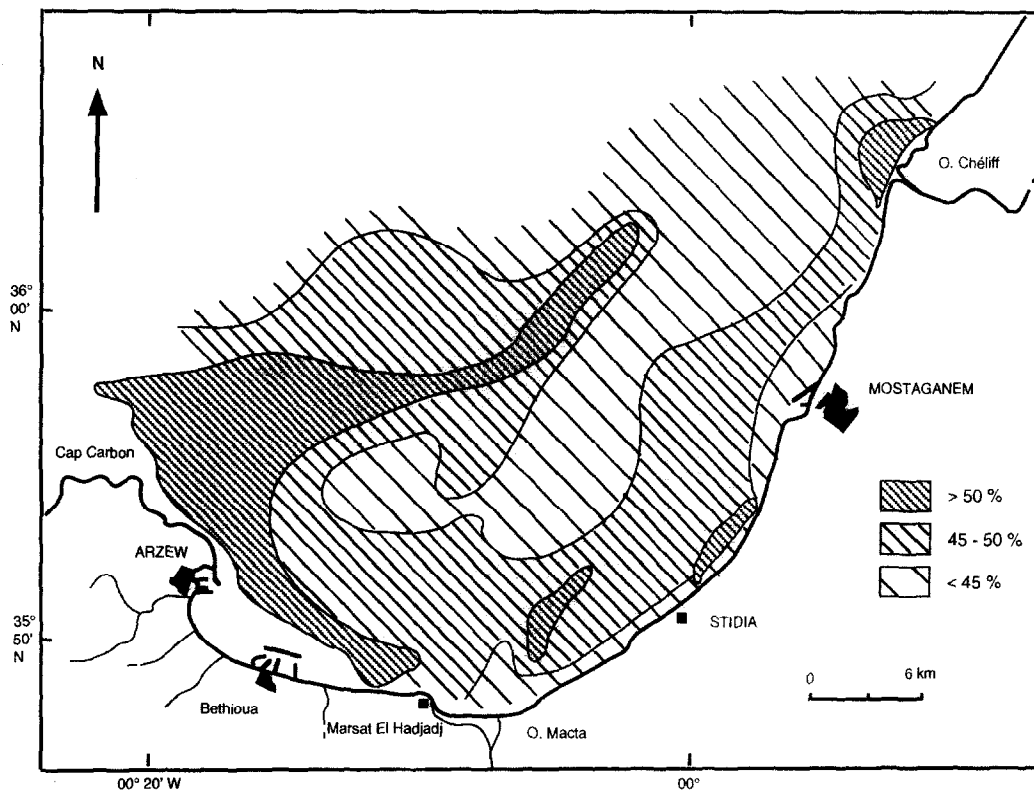 N
O. Chéliff
36°
00'
N
MOSTAGANEM
Cap Carbon
> 50 %
45 - 50 %
< 45 %
ARZEW
35°
50'
N
STIDIA
0 6 km
Bethioua
Marsat El Hadjadj
O. Macta
00° 20' W
00°